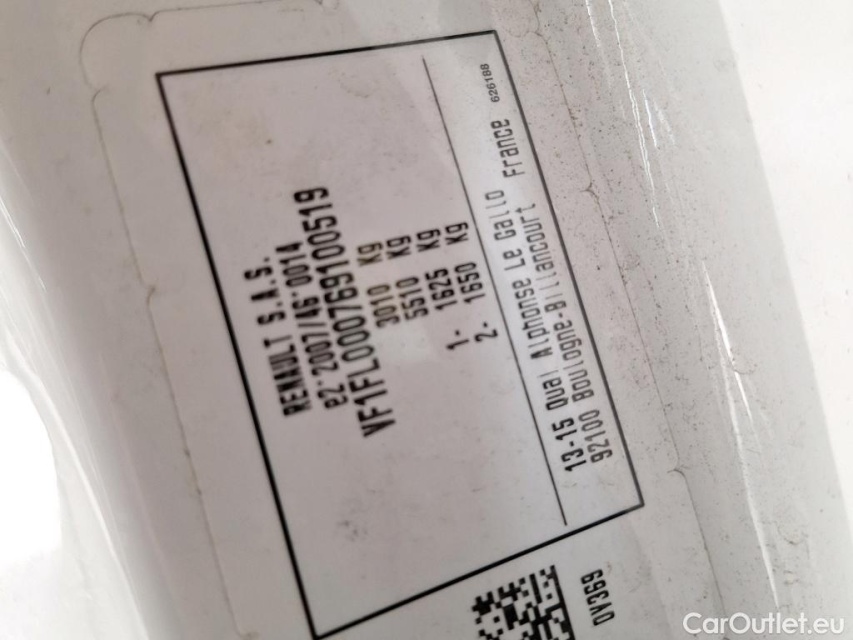 RENAULT S.A.S.
e2*2007/46*0014
VF1FL000769100519
3010 Kg
5510 Kg
1- 1625 Kg
2- 1650 Kg
13-15 Quai Alphonse Le Gallo
92100 Boulogne-Billancourt France
626188
0V369
CarOutlet.eu